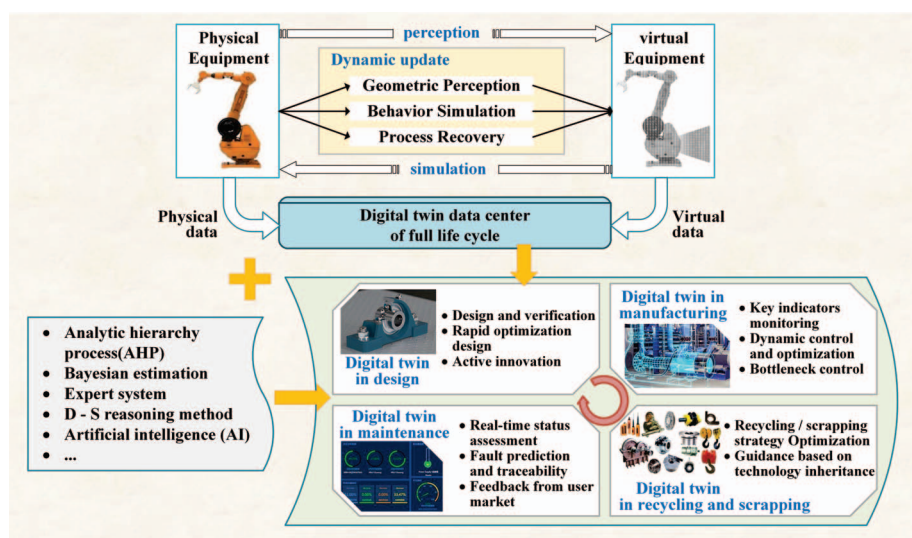 Physical
Equipment
perception
virtual
Equipment
Dynamic update
Geometric Perception
Behavior Simulation
Process Recovery
simulation
Physical
data
Digital twin data center
of full life cycle
Virtual
data
• Analytic hierarchy
process(AHP)
• Bayesian estimation
• Expert system
• D - S reasoning method
• Artificial intelligence (AI)
• ...
Digital twin
in design
• Design and verification
• Rapid optimization
design
• Active innovation
Digital twin in
manufacturing
• Key indicators
monitoring
• Dynamic control
and optimization
• Bottleneck control
Digital twin
in maintenance
• Real-time status
assessment
• Fault prediction
and traceability
• Feedback from user
market
• Recycling / scrapping
strategy Optimization
• Guidance based on
technology inheritance
Digital twin
in recycling and scrapping